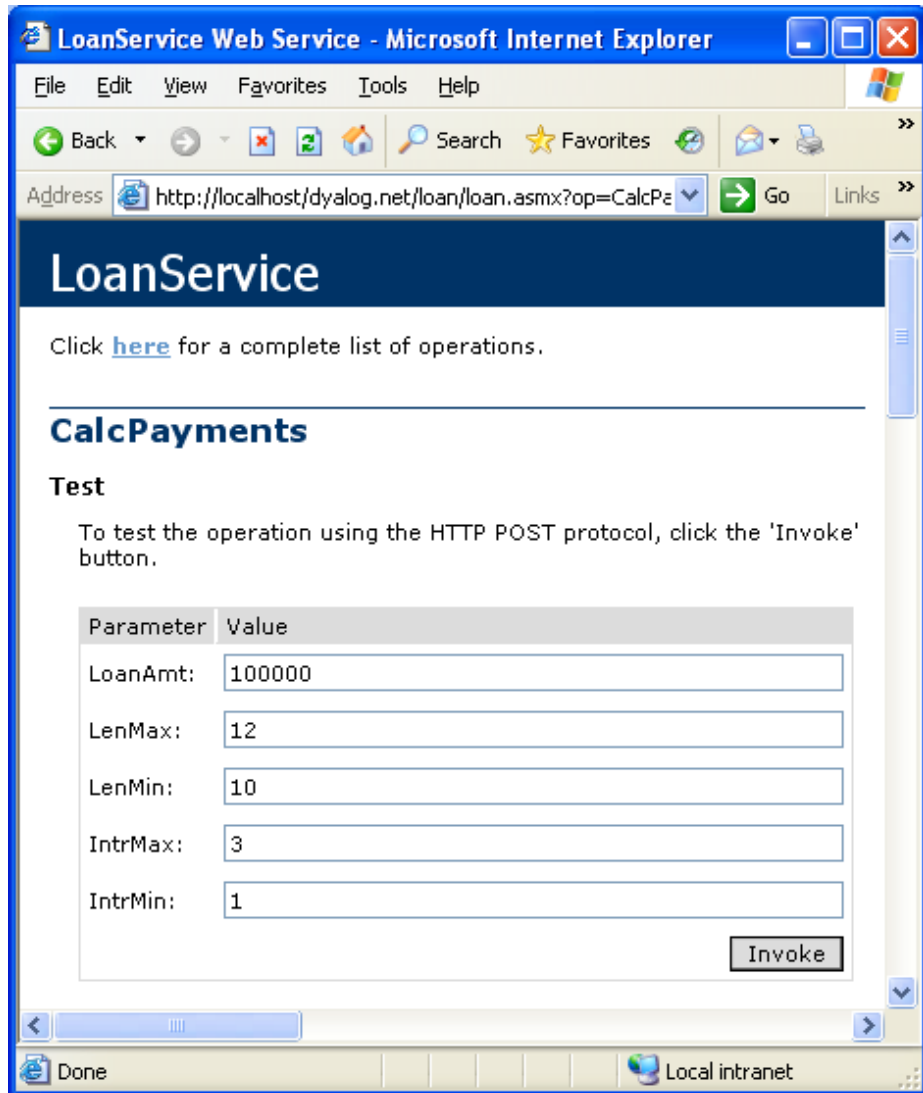 LoanService Web Service - Microsoft Internet Explorer
File Edit View Favorites Tools Help
Back Search Favorites »
Address http://localhost/dyalog.net/loan/loan.asmx?op=CalcPa Go Links »
LoanService
Click here for a complete list of operations.
CalcPayments
Test
To test the operation using the HTTP POST protocol, click the 'Invoke'
button.
Parameter Value
LoanAmt: 100000
LenMax: 12
LenMin: 10
IntrMax: 3
IntrMin: 1
Invoke
Done Local intranet